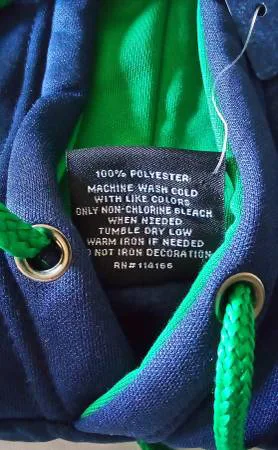 100% POLYESTER
MACHINE WASH COLD
WITH LIKE COLORS
ONLY NON-CHLORINE BLEACH
WHEN NEEDED
TUMBLE DRY LOW
WARM IRON IF NEEDED
DO NOT IRON DECORATION
RN#114166